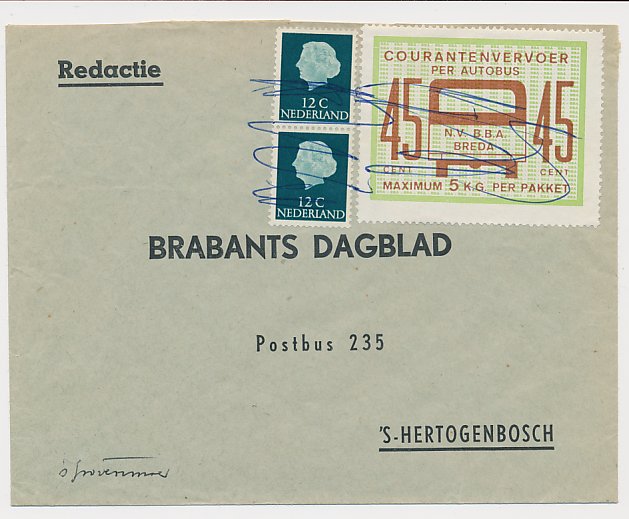 Redactie
12 C
NEDERLAND
12 C
NEDERLAND
COURANTENVERVOER
PER AUTOBUS
45 45
N.V. B.B.A.
BREDA
CENT CENT
MAXIMUM 5 K.G. PER PAKKET
BRABANTS DAGBLAD
Postbus 235
'S-HERTOGENBOSCH